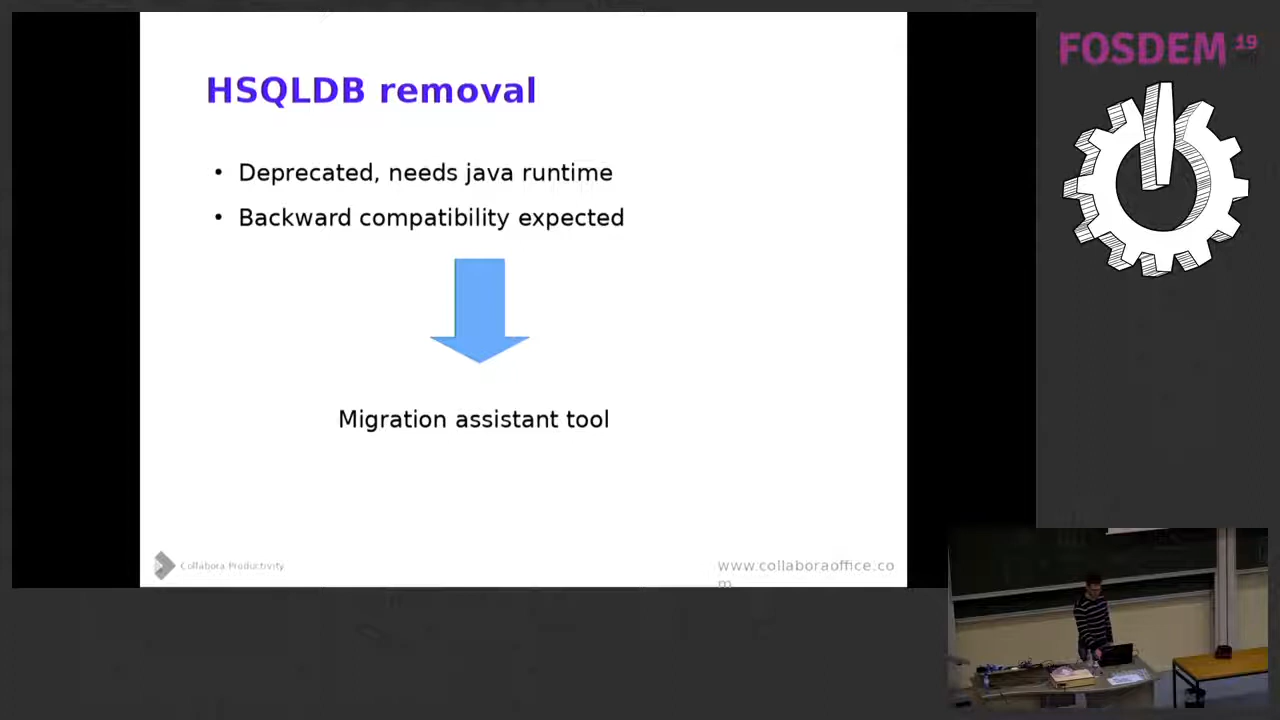 HSQLDB removal
• Deprecated, needs java runtime
• Backward compatibility expected
Migration assistant tool
Collabora Productivity
www.collaboraoffice.co
m
FOSDEM 19